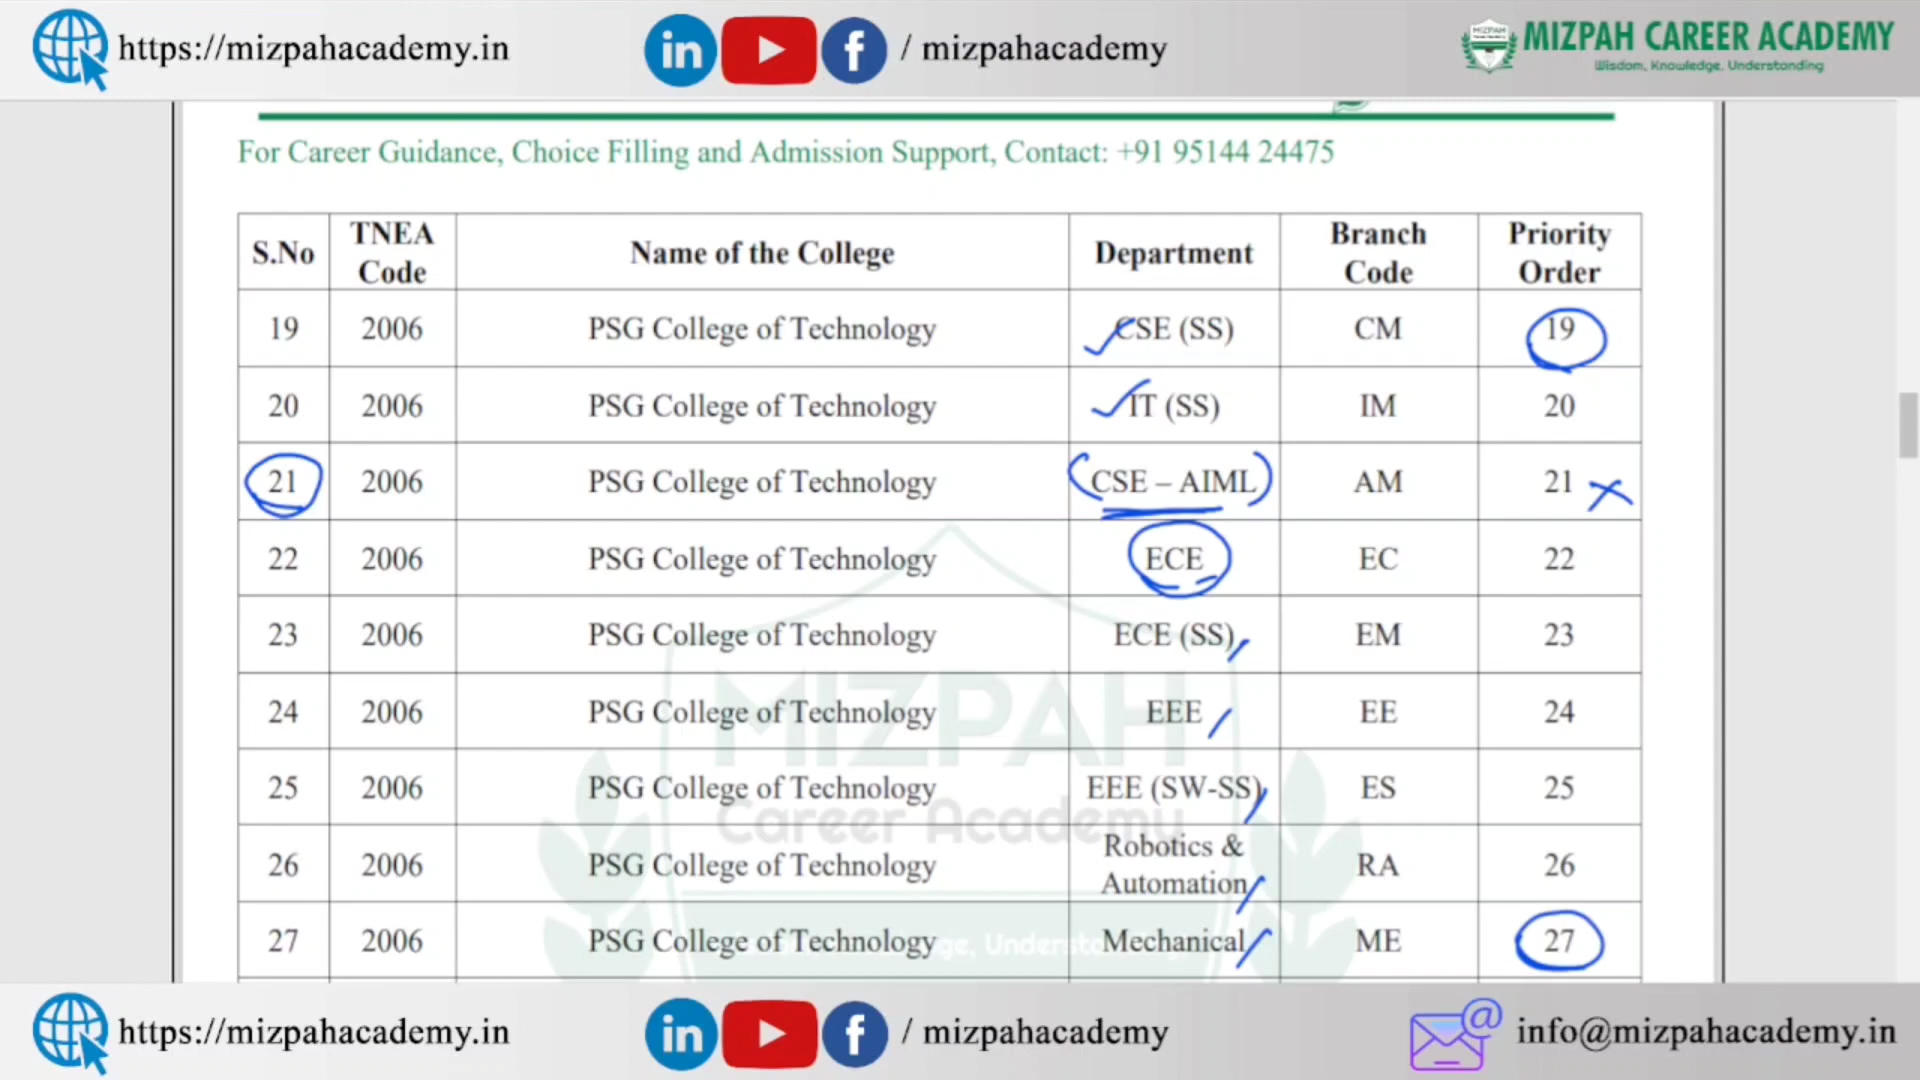 https://mizpahacademy.in
in f / mizpahacademy
MIZPAH
MIZPAH CAREER ACADEMY
Wisdom, Knowledge, Understanding
For Career Guidance, Choice Filling and Admission Support, Contact: +91 95144 24475
S.No TNEA Code Name of the College Department Branch Code Priority Order
19 2006 PSG College of Technology CSE (SS) CM 19
20 2006 PSG College of Technology IT (SS) IM 20
21 2006 PSG College of Technology CSE – AIML AM 21
22 2006 PSG College of Technology ECE EC 22
23 2006 PSG College of Technology ECE (SS) EM 23
24 2006 PSG College of Technology EEE EE 24
25 2006 PSG College of Technology EEE (SW-SS) ES 25
26 2006 PSG College of Technology Robotics & Automation RA 26
27 2006 PSG College of Technology Mechanical ME 27
MIZPAH
Career Academy
https://mizpahacademy.in
in f / mizpahacademy
info@mizpahacademy.in